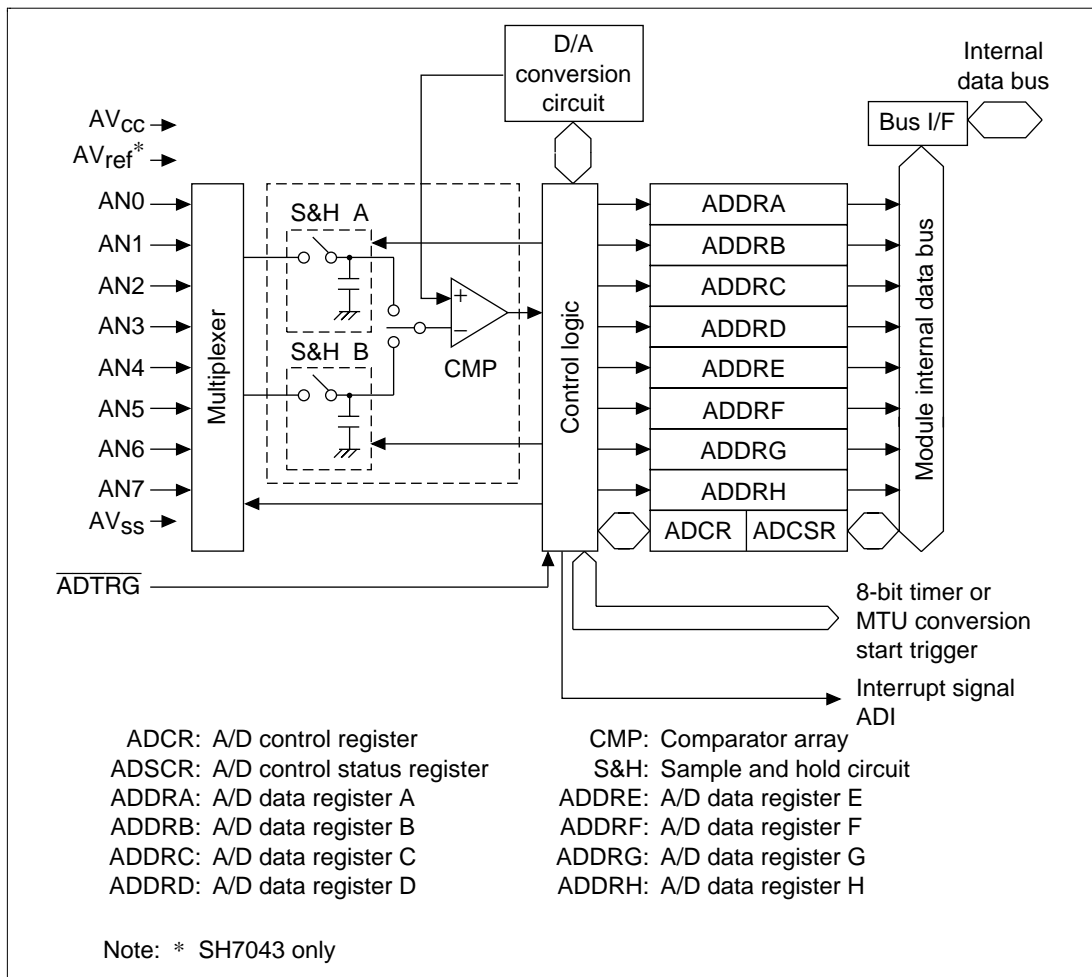 D/A
conversion
circuit
Internal
data bus
Bus I/F
AVcc
AVref*
AN0
AN1
AN2
AN3
AN4
AN5
AN6
AN7
AVss
ADTRG
Multiplexer
S&H A
S&H B
+
−
CMP
Control logic
ADDRA
ADDRB
ADDRC
ADDRD
ADDRE
ADDRF
ADDRG
ADDRH
ADCR ADCSR
Module internal data bus
8-bit timer or
MTU conversion
start trigger
Interrupt signal
ADI
ADCR: A/D control register
ADSCR: A/D control status register
ADDRA: A/D data register A
ADDRB: A/D data register B
ADDRC: A/D data register C
ADDRD: A/D data register D
CMP: Comparator array
S&H: Sample and hold circuit
ADDRE: A/D data register E
ADDRF: A/D data register F
ADDRG: A/D data register G
ADDRH: A/D data register H
Note: * SH7043 only